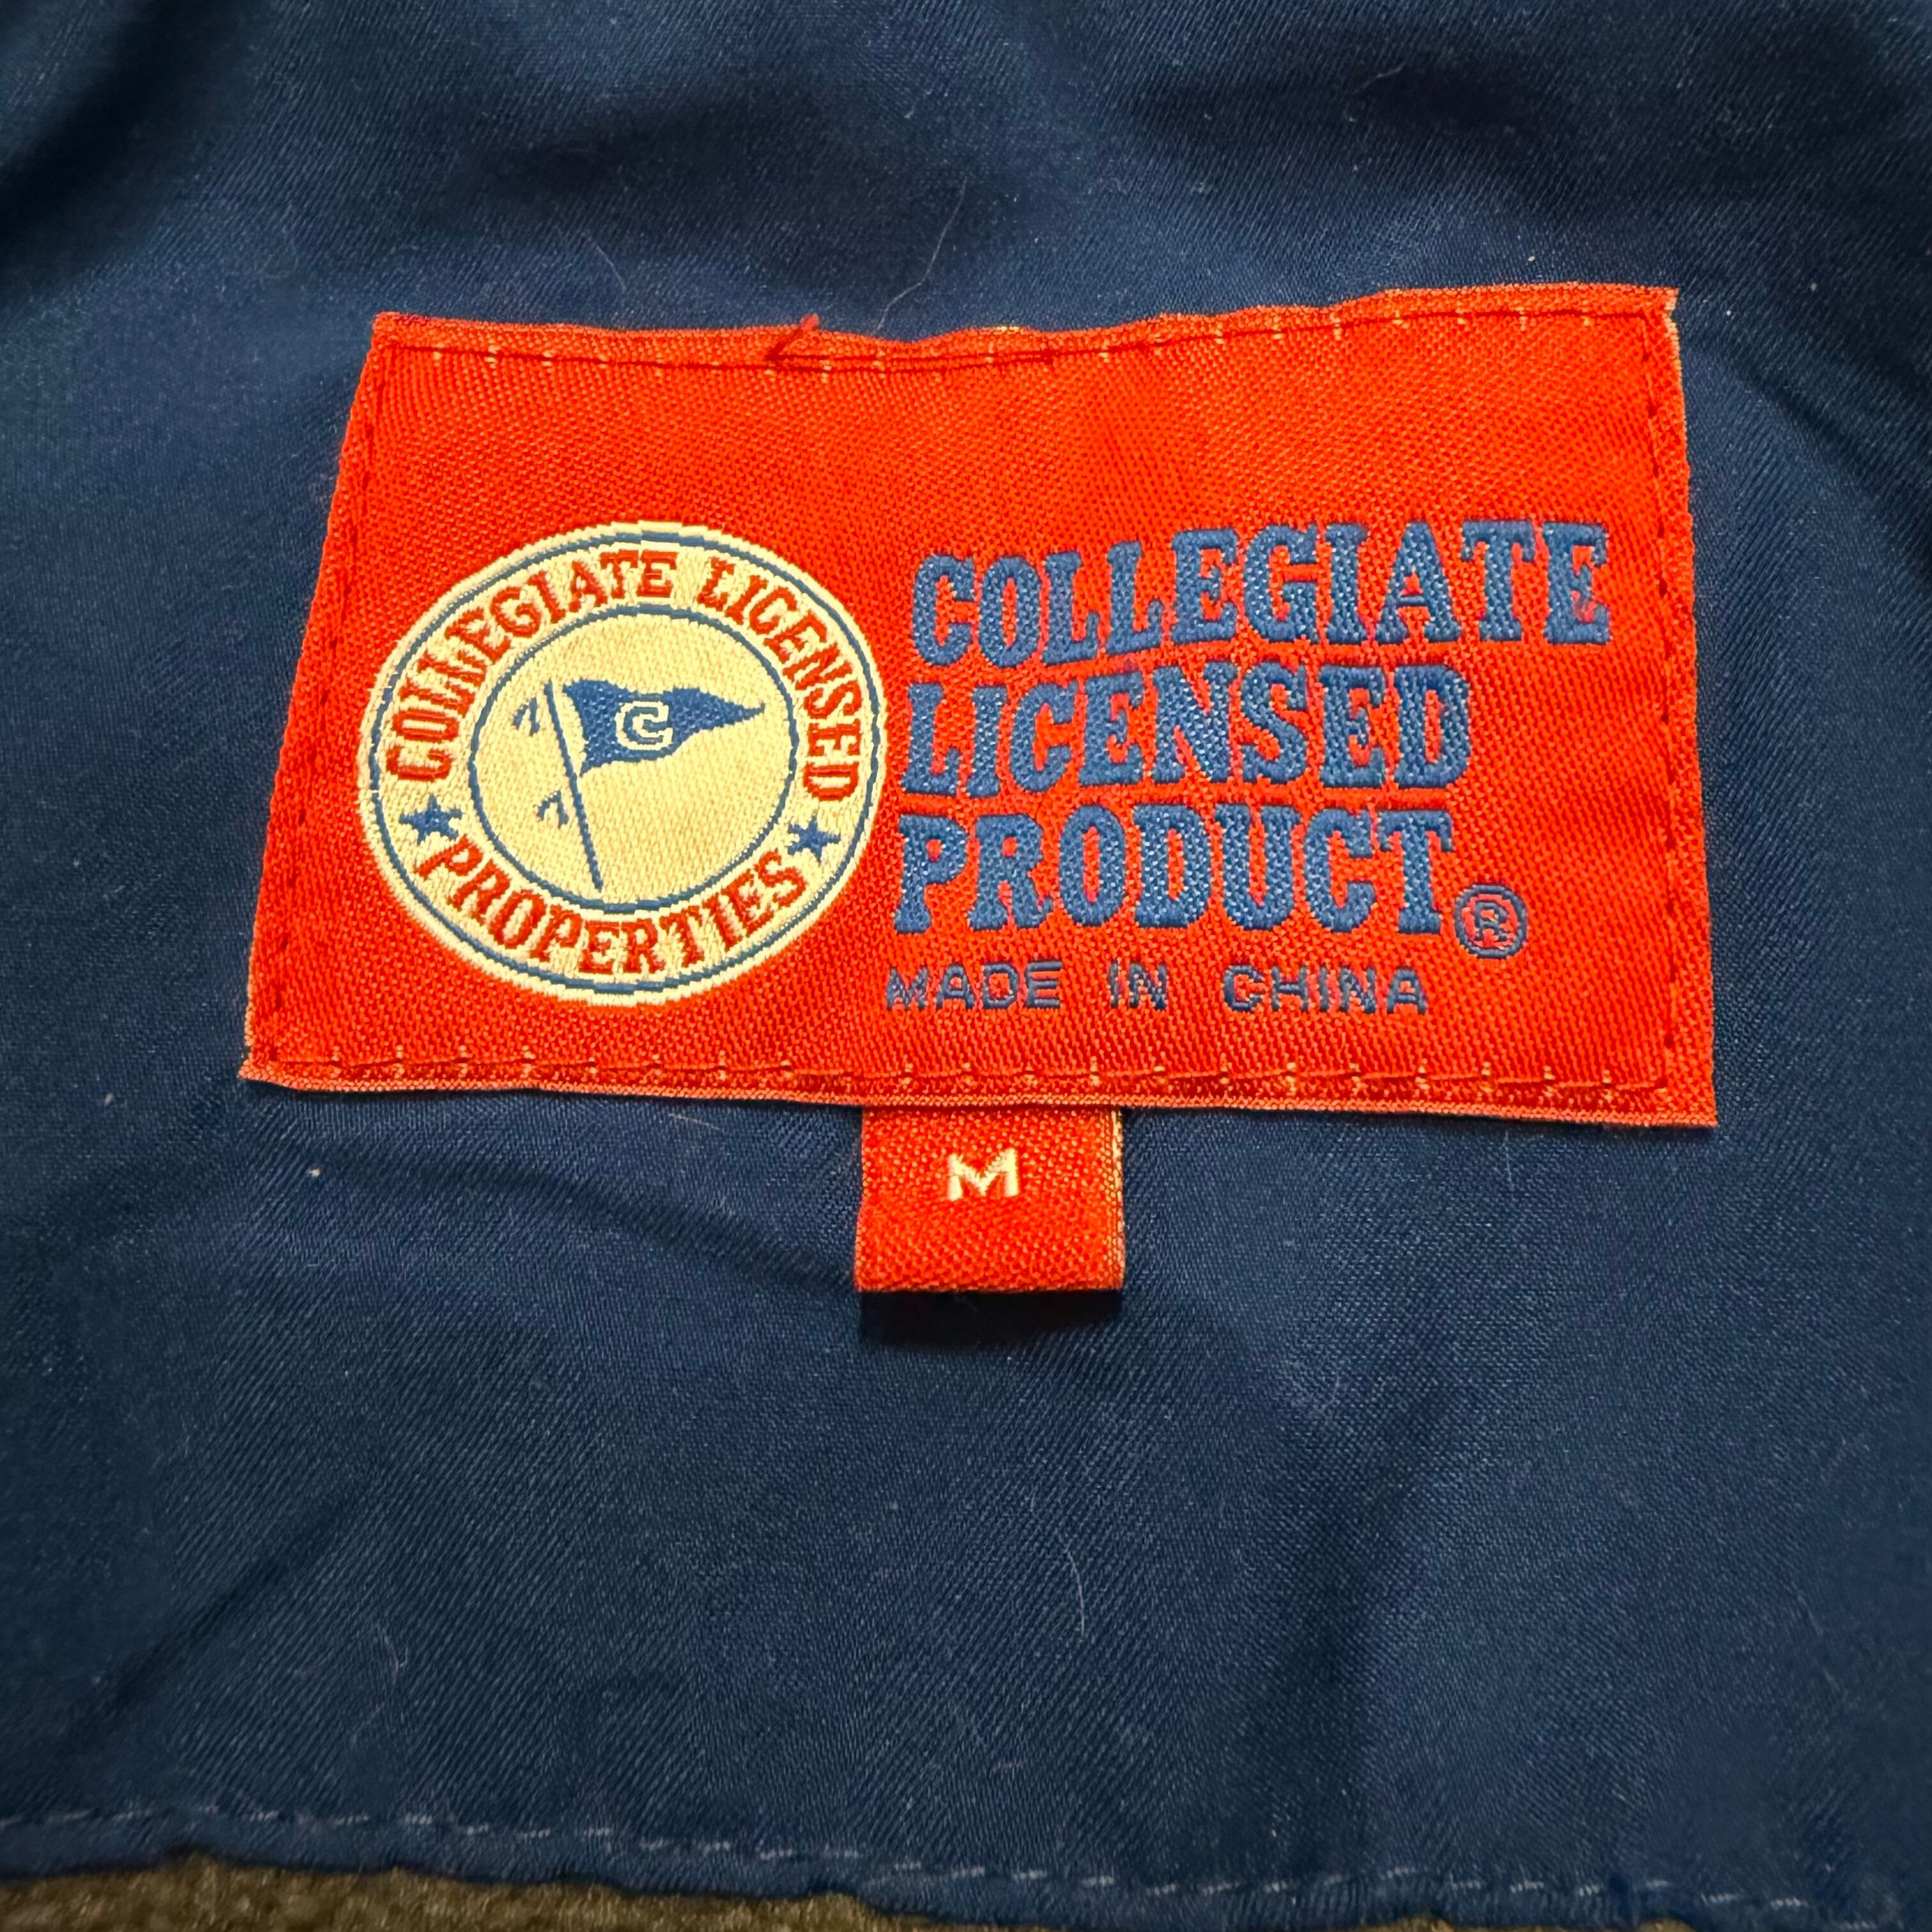 COLLEGIATE LICENSED
PROPERTIES
C
COLLEGIATE
LICENSED
PRODUCT®
MADE IN CHINA
M